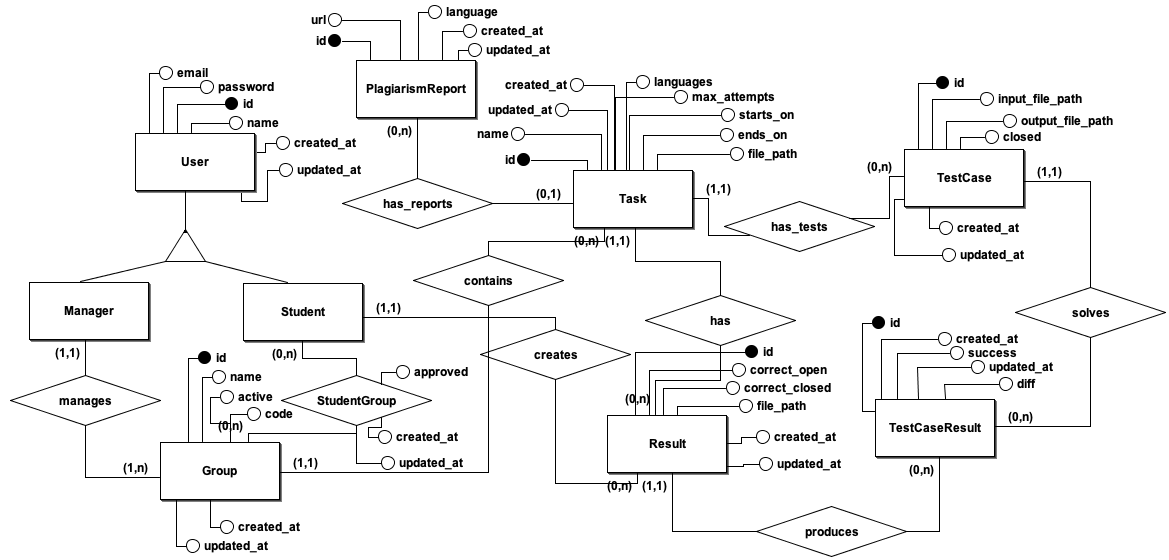 url
language
id
created_at
updated_at
PlagiarismReport
(0,n)
email
password
id
name
created_at
updated_at
User
created_at
languages
max_attempts
updated_at
starts_on
name
ends_on
id
file_path
Task
(0,1)
(1,1)
(0,n)
(1,1)
id
input_file_path
output_file_path
closed
(0,n)
TestCase
(1,1)
created_at
updated_at
has_reports
has_tests
contains
Manager
(1,1)
Student
(1,1)
(0,n)
has
solves
creates
id
created_at
success
updated_at
diff
TestCaseResult
(0,n)
(0,n)
manages
id
name
active
code
(0,n)
approved
StudentGroup
created_at
updated_at
id
correct_open
correct_closed
(0,n)
file_path
Result
created_at
updated_at
(0,n)
(1,1)
(1,n)
Group
(1,1)
created_at
updated_at
produces